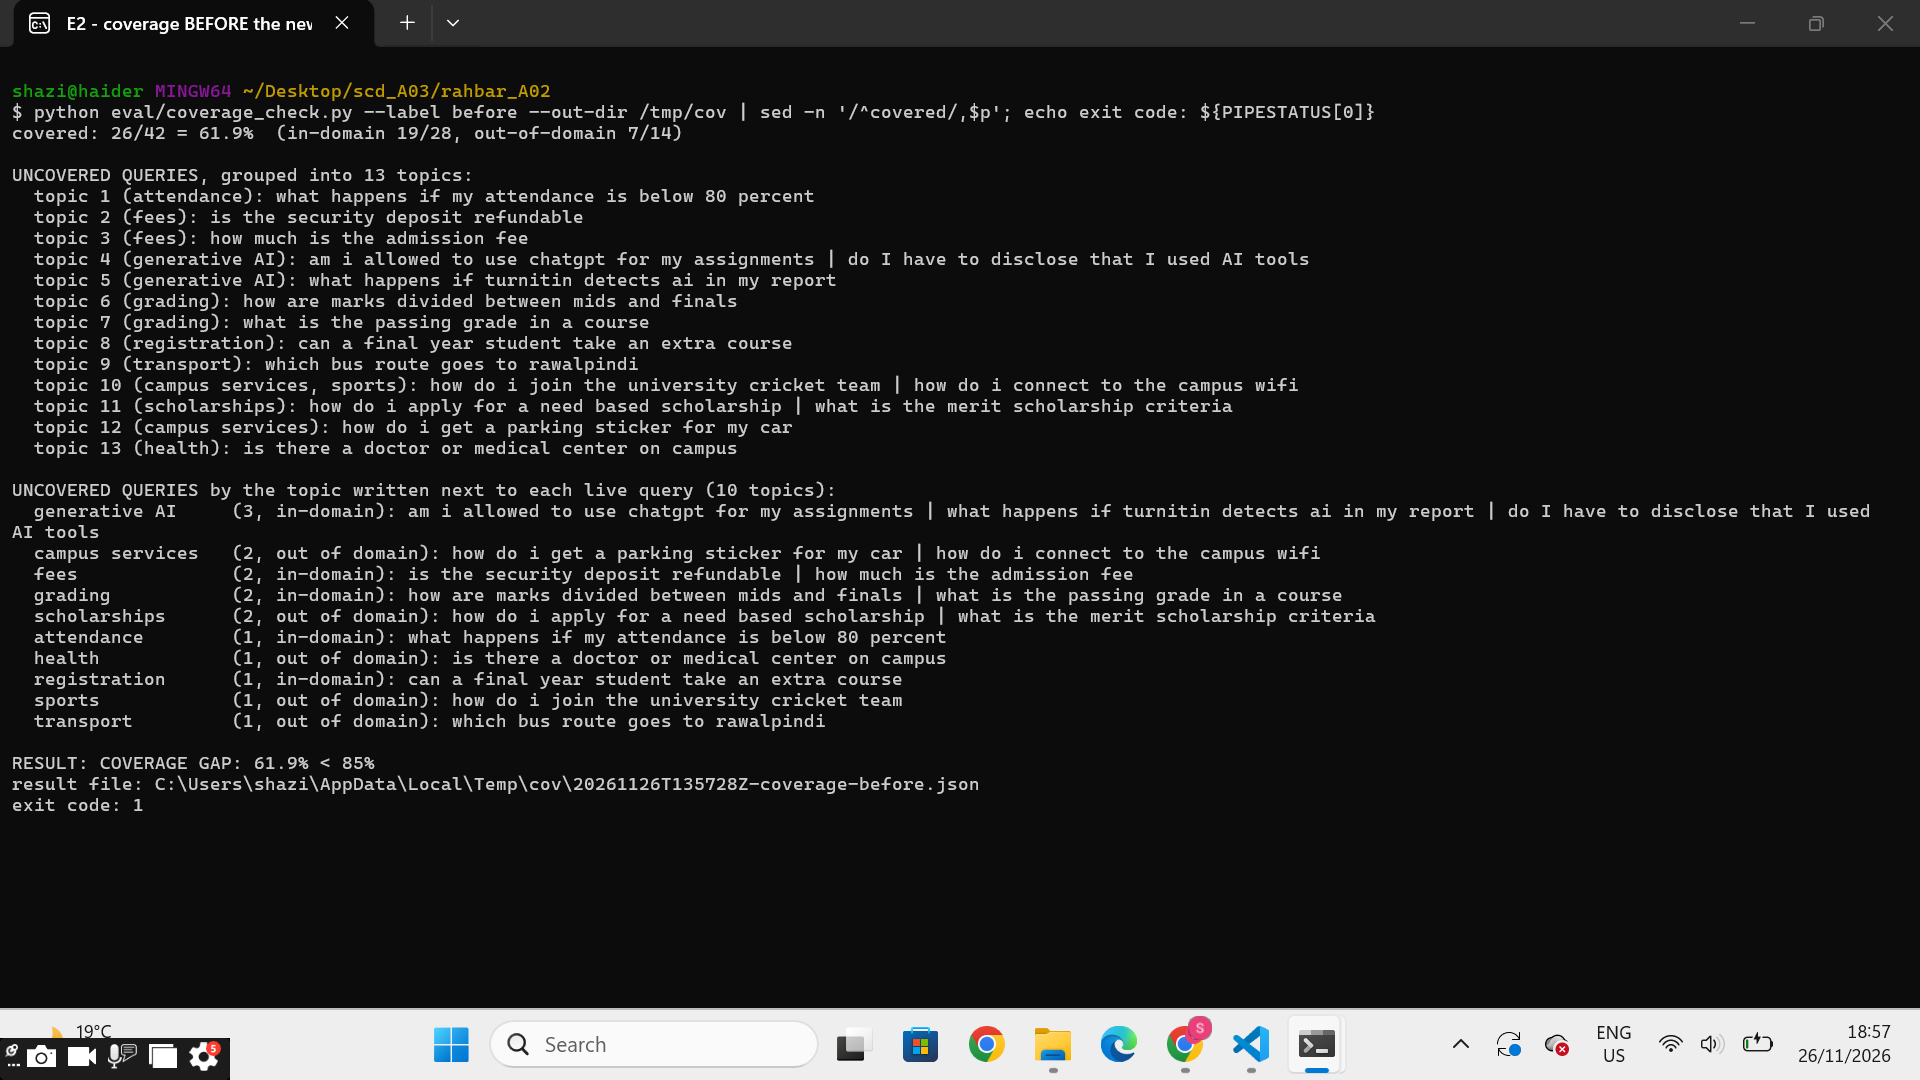 E2 - coverage BEFORE the nev
shazi@haider MINGW64 ~/Desktop/scd_A03/rahbar_A02
$ python eval/coverage_check.py --label before --out-dir /tmp/cov | sed -n '/^covered/,$p'; echo exit code: ${PIPESTATUS[0]}
covered: 26/42 = 61.9%  (in-domain 19/28, out-of-domain 7/14)
UNCOVERED QUERIES, grouped into 13 topics:
  topic 1 (attendance): what happens if my attendance is below 80 percent
  topic 2 (fees): is the security deposit refundable
  topic 3 (fees): how much is the admission fee
  topic 4 (generative AI): am i allowed to use chatgpt for my assignments | do I have to disclose that I used AI tools
  topic 5 (generative AI): what happens if turnitin detects ai in my report
  topic 6 (grading): how are marks divided between mids and finals
  topic 7 (grading): what is the passing grade in a course
  topic 8 (registration): can a final year student take an extra course
  topic 9 (transport): which bus route goes to rawalpindi
  topic 10 (campus services, sports): how do i join the university cricket team | how do i connect to the campus wifi
  topic 11 (scholarships): how do i apply for a need based scholarship | what is the merit scholarship criteria
  topic 12 (campus services): how do i get a parking sticker for my car
  topic 13 (health): is there a doctor or medical center on campus
UNCOVERED QUERIES by the topic written next to each live query (10 topics):
  generative AI     (3, in-domain): am i allowed to use chatgpt for my assignments | what happens if turnitin detects ai in my report | do I have to disclose that I used
AI tools
  campus services   (2, out of domain): how do i get a parking sticker for my car | how do i connect to the campus wifi
  fees              (2, in-domain): is the security deposit refundable | how much is the admission fee
  grading           (2, in-domain): how are marks divided between mids and finals | what is the passing grade in a course
  scholarships      (2, out of domain): how do i apply for a need based scholarship | what is the merit scholarship criteria
  attendance        (1, in-domain): what happens if my attendance is below 80 percent
  health            (1, out of domain): is there a doctor or medical center on campus
  registration      (1, in-domain): can a final year student take an extra course
  sports            (1, out of domain): how do i join the university cricket team
  transport         (1, out of domain): which bus route goes to rawalpindi
RESULT: COVERAGE GAP: 61.9% < 85%
result file: C:\Users\shazi\AppData\Local\Temp\cov\20261126T135728Z-coverage-before.json
exit code: 1
19°C
5
Search
S
ENG
US
18:57
26/11/2026